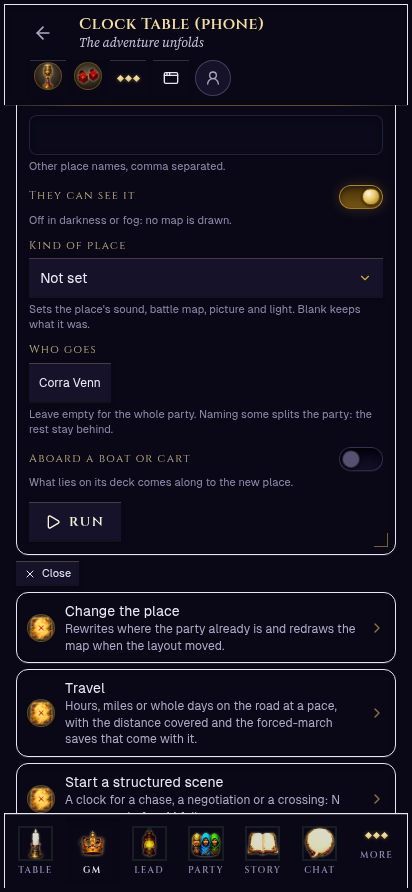 Clock Table (phone)
The adventure unfolds
Other place names, comma separated.
They can see it
Off in darkness or fog: no map is drawn.
Kind of place
Not set
Sets the place's sound, battle map, picture and light. Blank keeps
what it was.
Who goes
Corra Venn
Leave empty for the whole party. Naming some splits the party: the
rest stay behind.
Aboard a boat or cart
What lies on its deck comes along to the new place.
RUN
Close
Change the place
Rewrites where the party already is and redraws the
map when the layout moved.
Travel
Hours, miles or whole days on the road at a pace,
with the distance covered and the forced-march
saves that come with it.
Start a structured scene
A clock for a chase, a negotiation or a crossing: N
TABLE
GM
LEAD
PARTY
STORY
CHAT
MORE